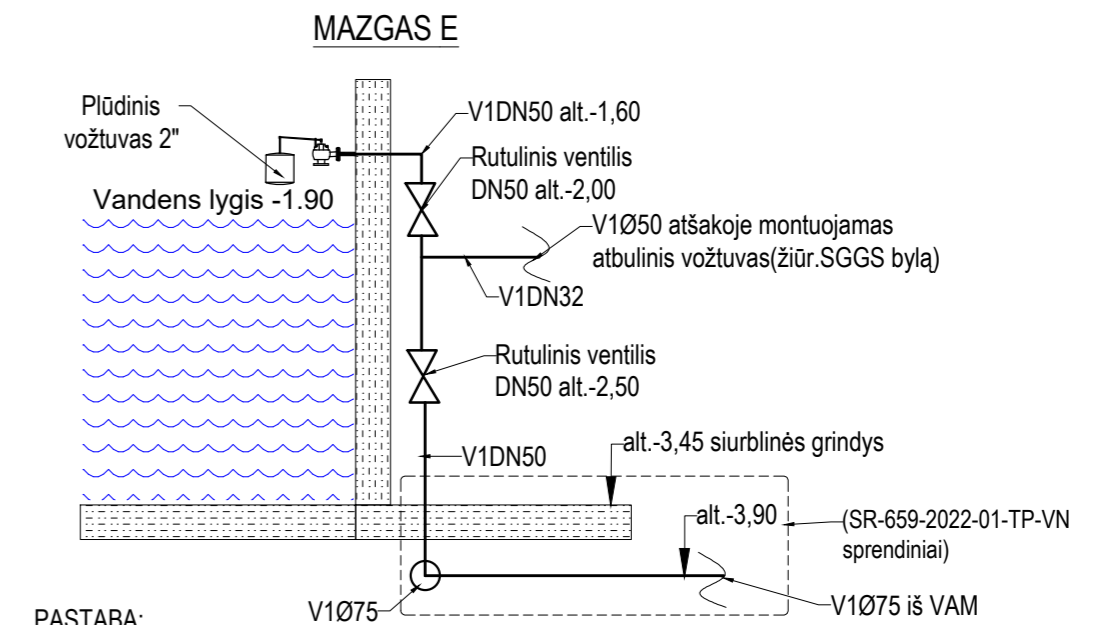 MAZGAS E
Plūdinis
vožtuvas 2"
V1DN50 alt.-1,60
Rutulinis ventilis
DN50 alt.-2,00
Vandens lygis -1.90
V1Ø50 atšakoje montuojamas
atbulinis vožtuvas(žiūr.SGGS bylą)
V1DN32
Rutulinis ventilis
DN50 alt.-2,50
alt.-3,45 siurblinės grindys
V1DN50
alt.-3,90
(SR-659-2022-01-TP-VN
sprendiniai)
V1Ø75
V1Ø75 iš VAM
PASTABA: